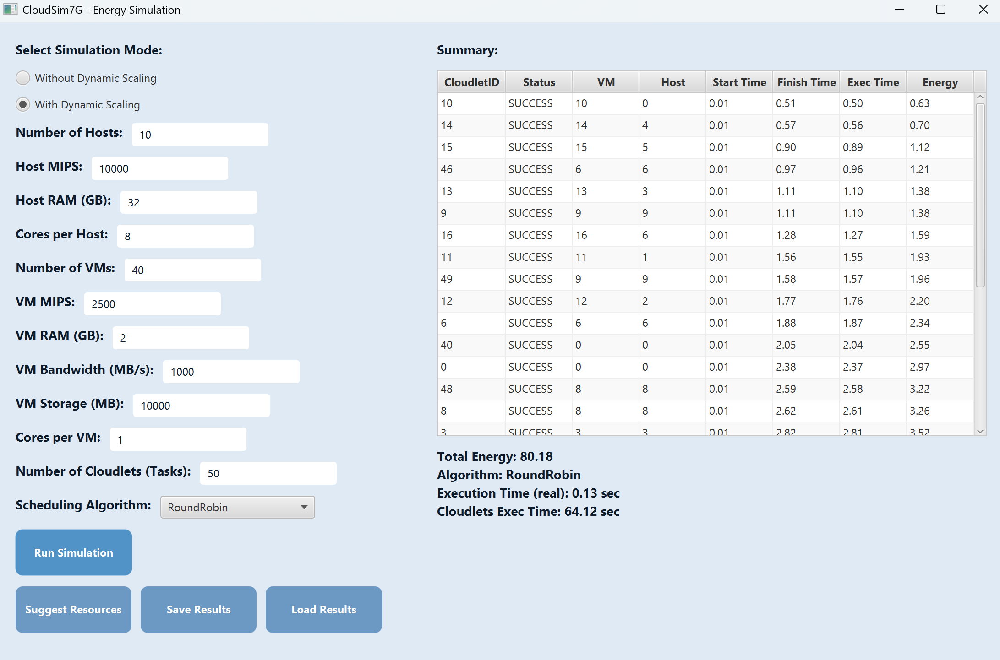 CloudSim7G - Energy Simulation
Select Simulation Mode:
Without Dynamic Scaling
With Dynamic Scaling
Number of Hosts: 10
Host MIPS: 10000
Host RAM (GB): 32
Cores per Host: 8
Number of VMs: 40
VM MIPS: 2500
VM RAM (GB): 2
VM Bandwidth (MB/s): 1000
VM Storage (MB): 10000
Cores per VM: 1
Number of Cloudlets (Tasks): 50
Scheduling Algorithm: RoundRobin
Run Simulation
Suggest Resources Save Results Load Results
Summary:
CloudletID Status VM Host Start Time Finish Time Exec Time Energy
10 SUCCESS 10 0 0.01 0.51 0.50 0.63
14 SUCCESS 14 4 0.01 0.57 0.56 0.70
15 SUCCESS 15 5 0.01 0.90 0.89 1.12
46 SUCCESS 6 6 0.01 0.97 0.96 1.21
13 SUCCESS 13 3 0.01 1.11 1.10 1.38
9 SUCCESS 9 9 0.01 1.11 1.10 1.38
16 SUCCESS 16 6 0.01 1.28 1.27 1.59
11 SUCCESS 11 1 0.01 1.56 1.55 1.93
49 SUCCESS 9 9 0.01 1.58 1.57 1.96
12 SUCCESS 12 2 0.01 1.77 1.76 2.20
6 SUCCESS 6 6 0.01 1.88 1.87 2.34
40 SUCCESS 0 0 0.01 2.05 2.04 2.55
0 SUCCESS 0 0 0.01 2.38 2.37 2.97
48 SUCCESS 8 8 0.01 2.59 2.58 3.22
8 SUCCESS 8 8 0.01 2.62 2.61 3.26
3 SUCCESS 3 3 0.01 2.82 2.81 3.52
Total Energy: 80.18
Algorithm: RoundRobin
Execution Time (real): 0.13 sec
Cloudlets Exec Time: 64.12 sec